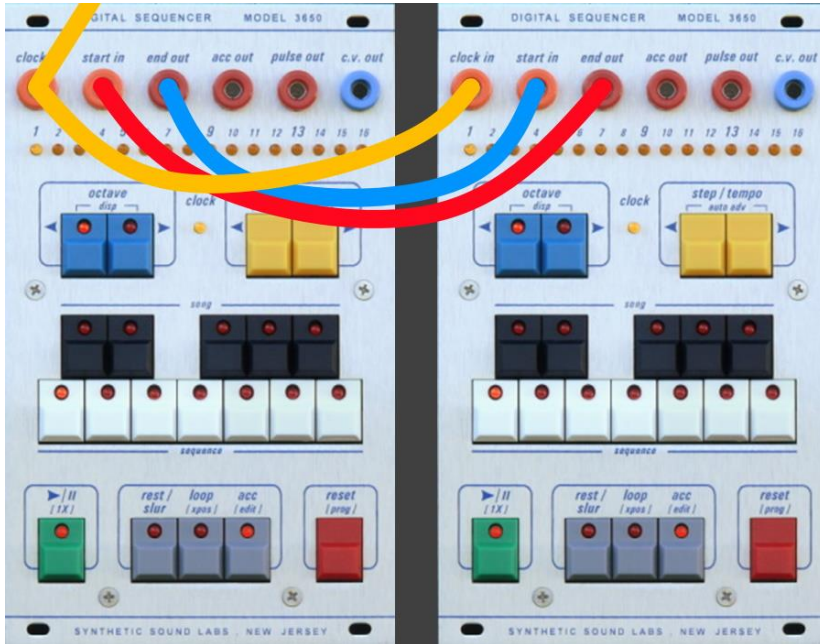 DIGITAL SEQUENCER MODEL 3650
clock start in end out acc out pulse out c.v. out
1 2 4 5 7 9 10 11 12 13 14 15 16
octave
disp
clock
song
sequence
►/II
[1X]
rest / slur
loop
[xpos]
acc
[edit]
reset
[prog]
SYNTHETIC SOUND LABS . NEW JERSEY
DIGITAL SEQUENCER MODEL 3650
clock in start in end out acc out pulse out c.v. out
1 2 4 6 7 8 9 10 11 12 13 14 15 16
octave
disp
clock
step / tempo
auto adv
song
sequence
►/II
[1X]
rest / slur
loop
[xpos]
acc
[edit]
reset
[prog]
SYNTHETIC SOUND LABS . NEW JERSEY